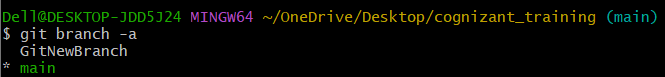 Dell@DESKTOP-JDD5J24 MINGW64 ~/OneDrive/Desktop/cognizant_training (main)
$ git branch -a
  GitNewBranch
* main